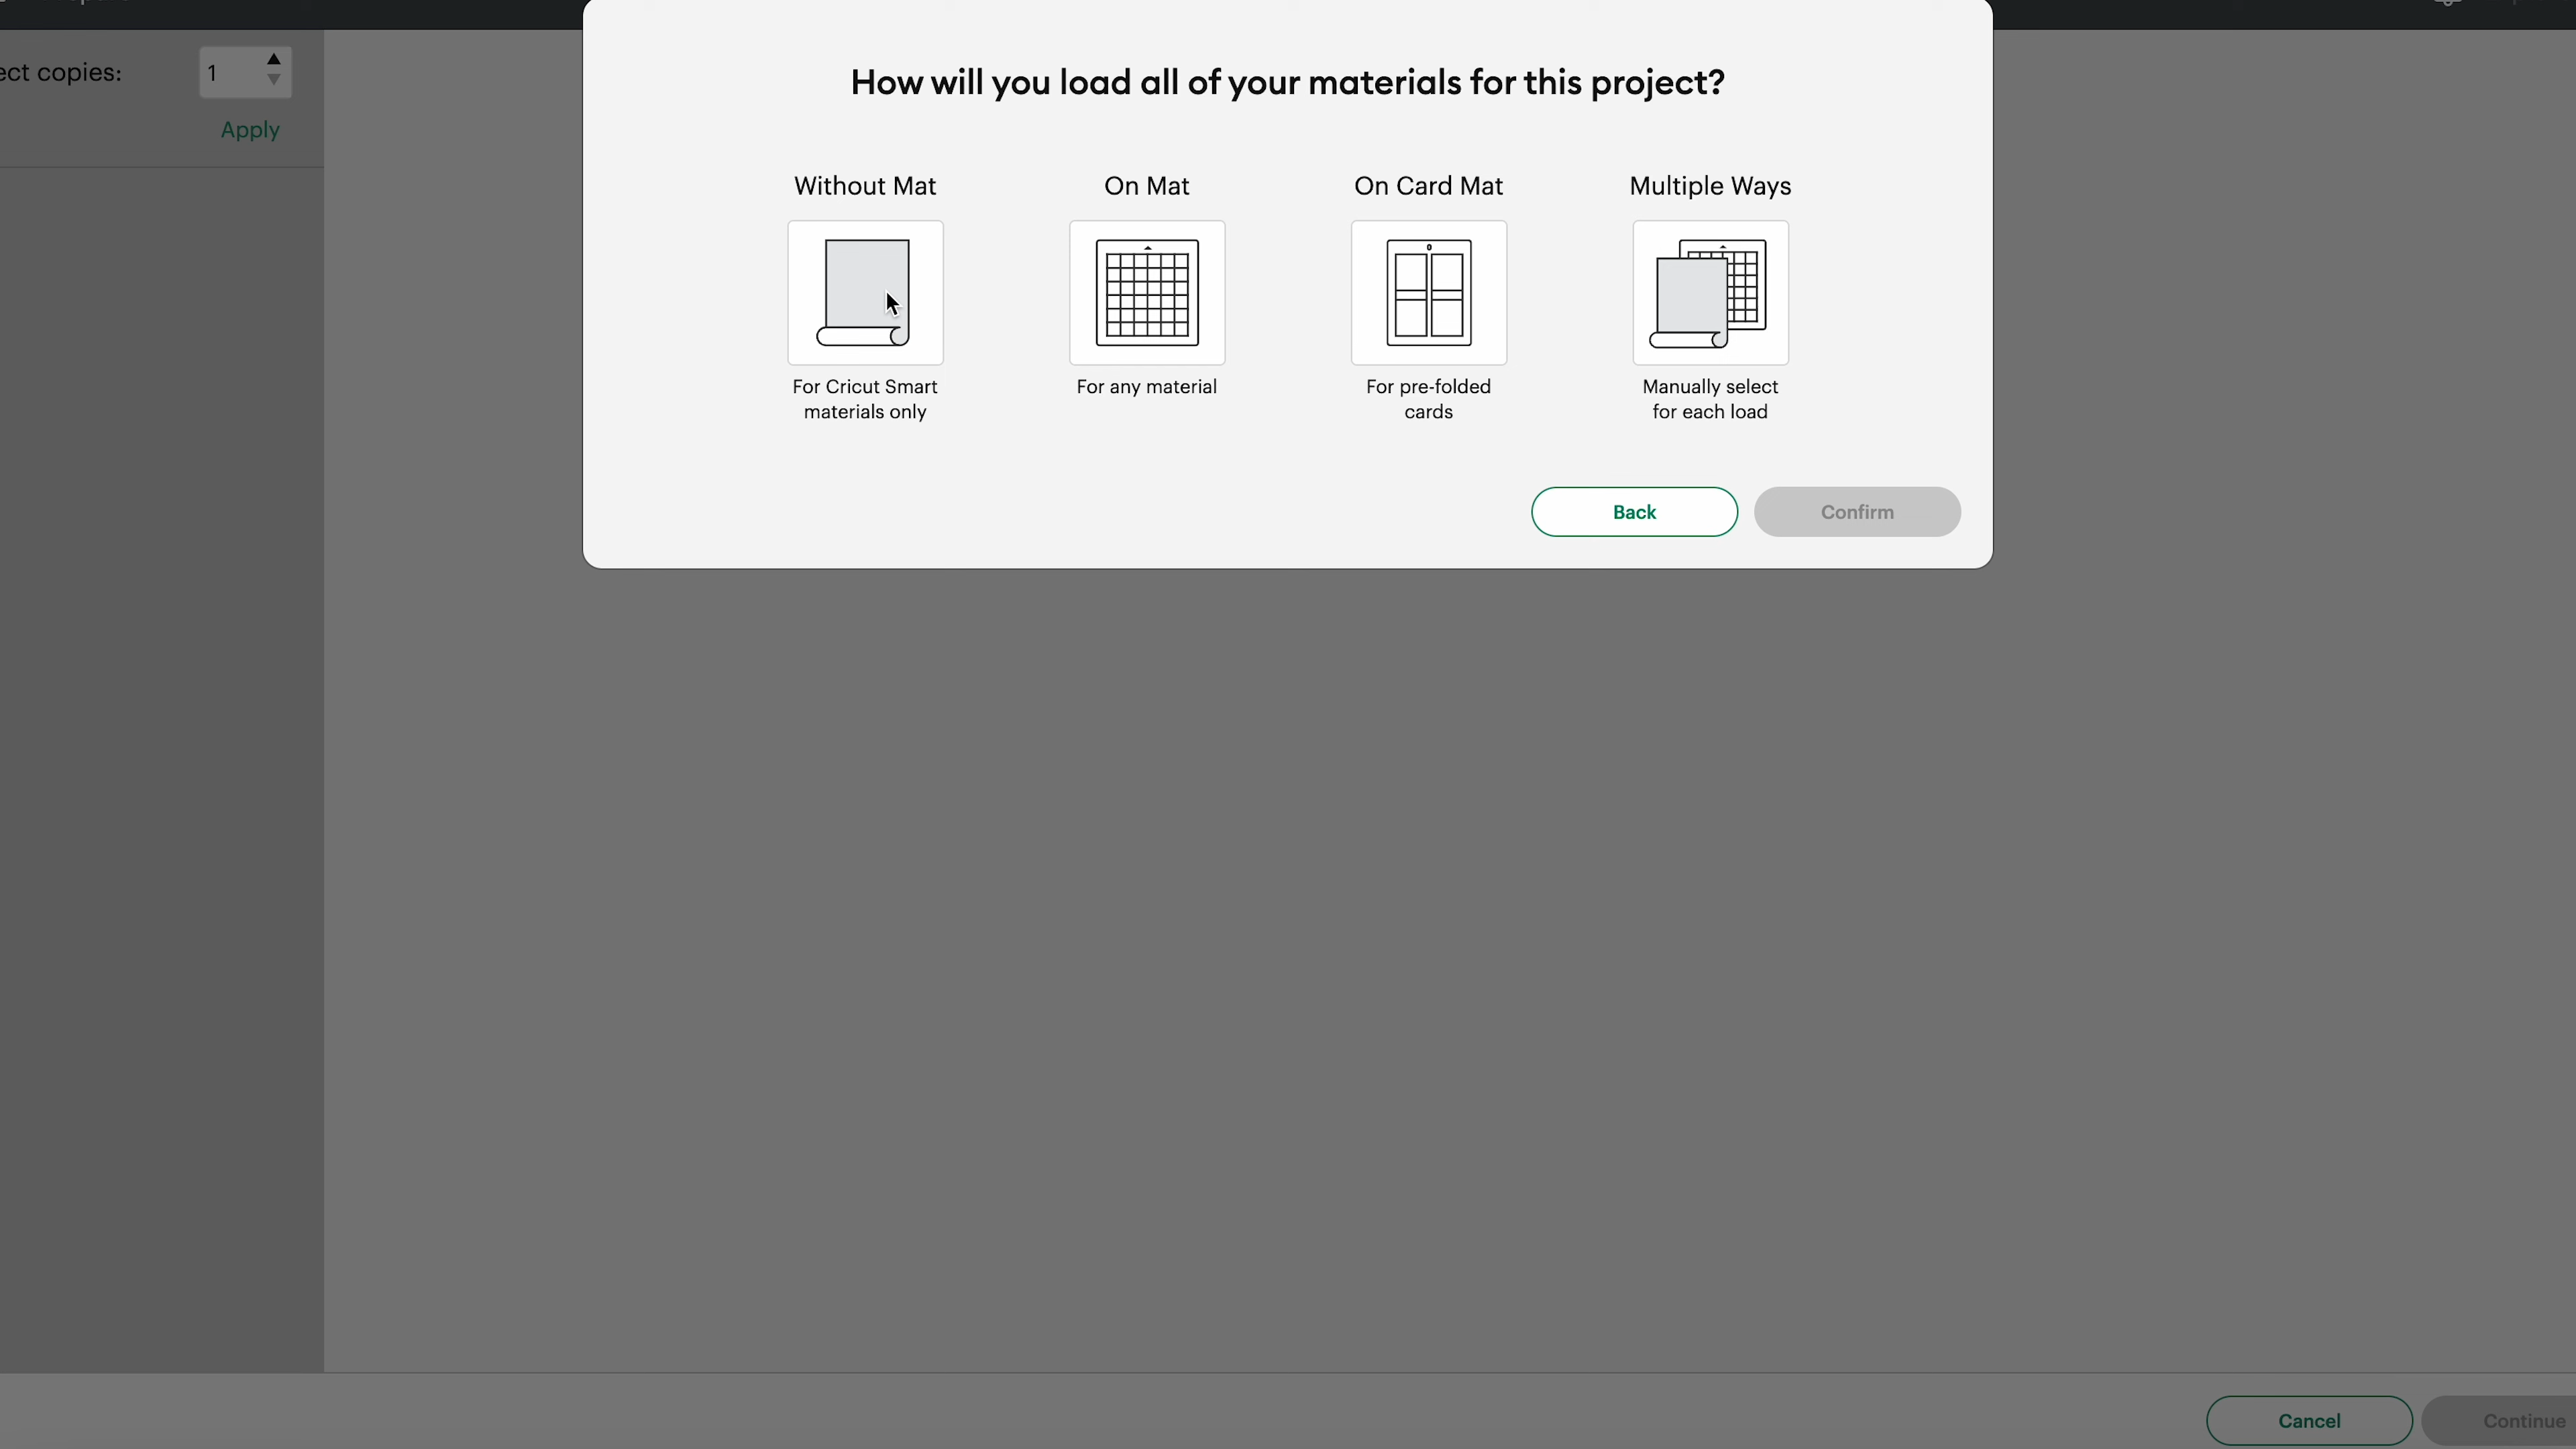 How will you load all of your materials for this project?
ect copies:
1
Apply
Without Mat
On Mat
On Card Mat
Multiple Ways
For Cricut Smart
materials only
For any material
For pre-folded
cards
Manually select
for each load
Back
Confirm
Cancel
Continue